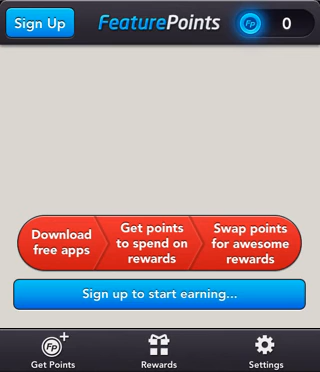 Sign Up FeaturePoints Fp 0
Download
free apps
Get points
to spend on
rewards
Swap points
for awesome
rewards
Sign up to start earning...
Fp+
Get Points Rewards Settings